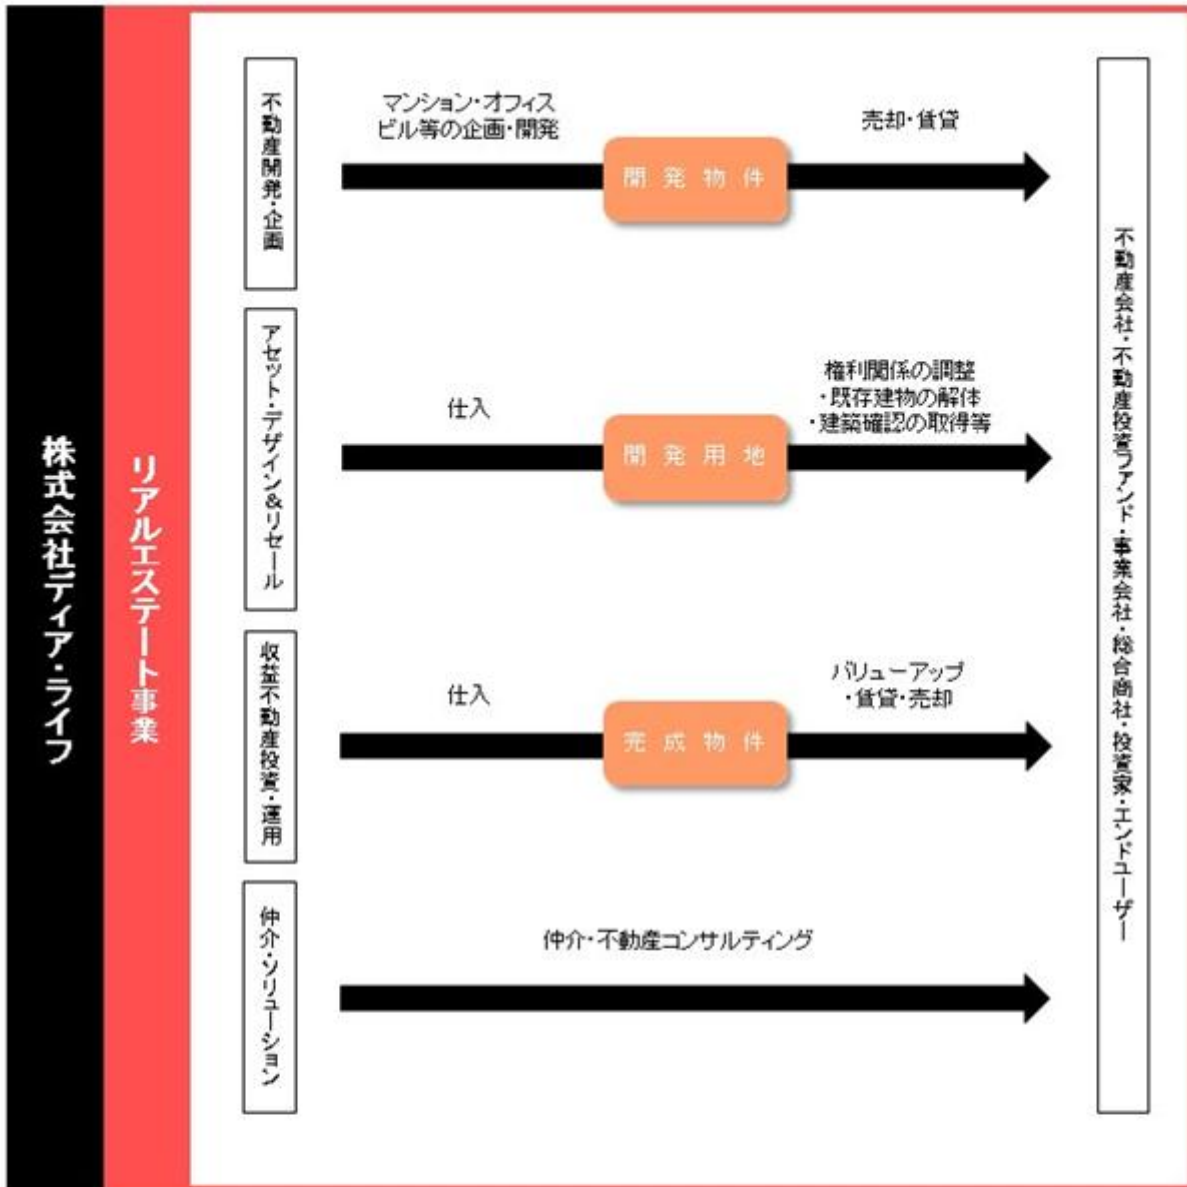 株式会社ディア・ライフ
リアルエステート事業
不動産開発・企画
マンション・オフィス
ビル等の企画・開発
開発物件
売却・賃貸
アセット・デザイン&リセール
仕入
開発用地
権利関係の調整
・既存建物の解体
・建築確認の取得等
収益不動産投資・運用
仕入
完成物件
バリューアップ
・賃貸・売却
仲介・ソリューション
仲介・不動産コンサルティング
不動産会社・不動産投資ファンド・事業会社・総合商社・投資家・エンドユーザー